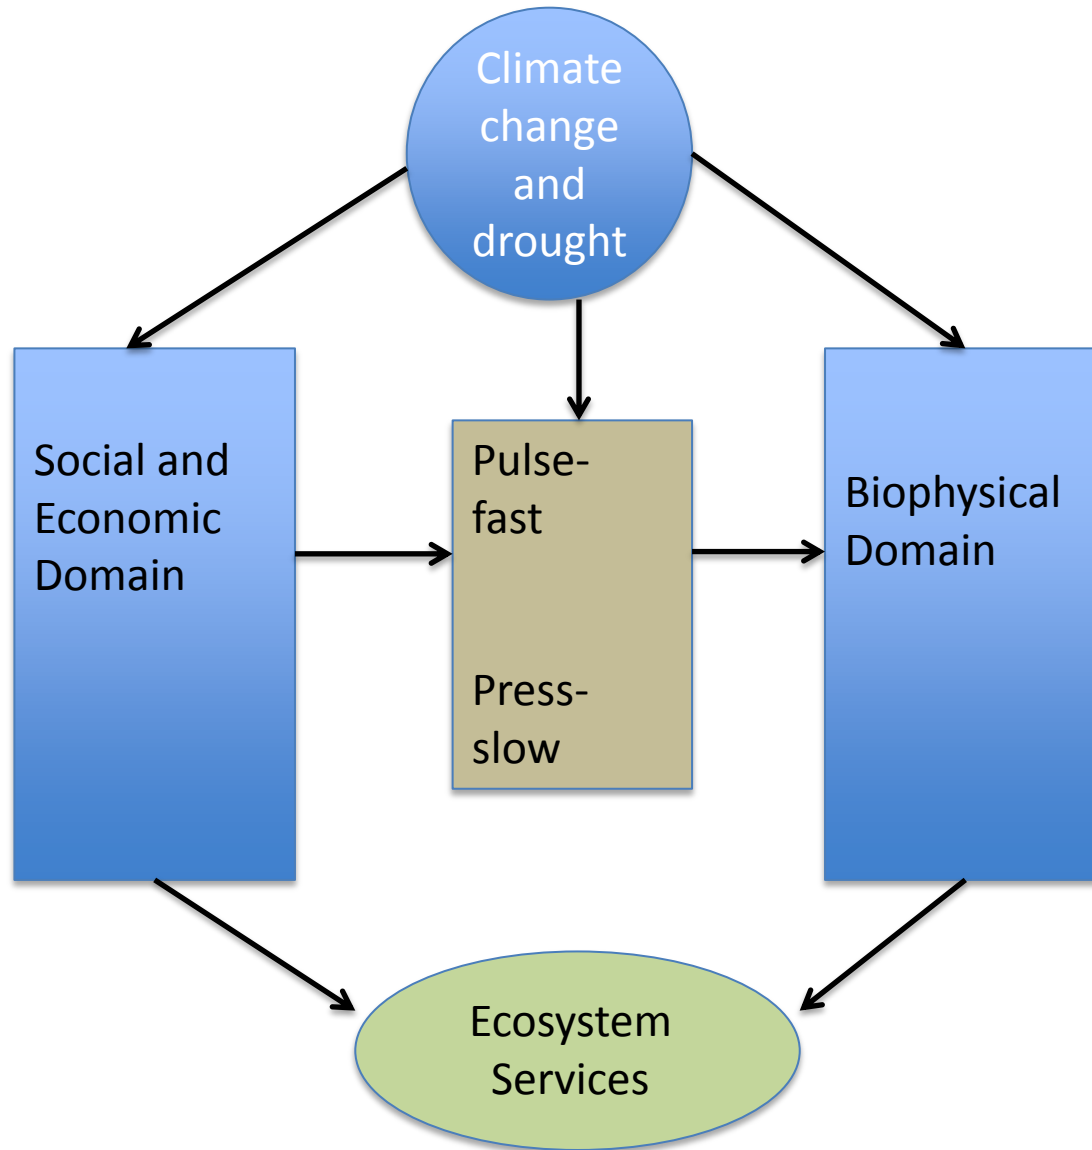 Climate
change
and
drought
Social and
Economic
Domain
Pulse-
fast
Press-
slow
Biophysical
Domain
Ecosystem
Services